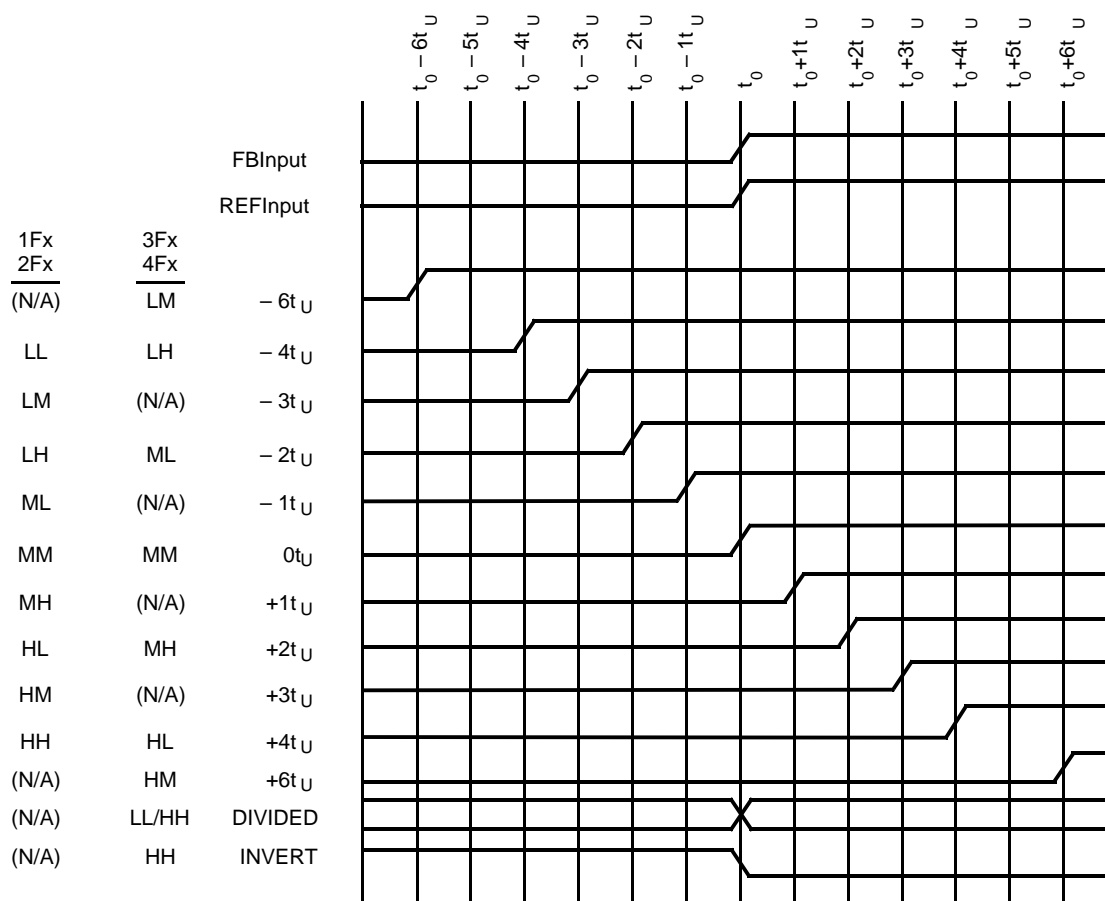 t0 – 6tU
t0 – 5tU
t0 – 4tU
t0 – 3tU
t0 – 2tU
t0 – 1tU
t0
t0+1tU
t0+2tU
t0+3tU
t0+4tU
t0+5tU
t0+6tU
FBInput
REFInput
1Fx 3Fx
2Fx 4Fx
(N/A) LM – 6tU
LL LH – 4tU
LM (N/A) – 3tU
LH ML – 2tU
ML (N/A) – 1tU
MM MM 0tU
MH (N/A) +1tU
HL MH +2tU
HM (N/A) +3tU
HH HL +4tU
(N/A) HM +6tU
(N/A) LL/HH DIVIDED
(N/A) HH INVERT